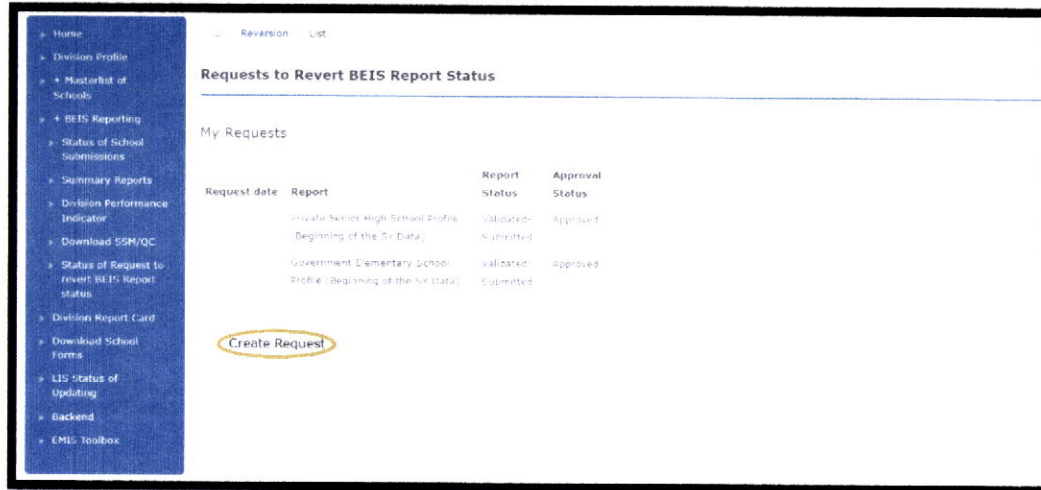 Home
Division Profile
+ Masterlist of
Schools
+ BEIS Reporting
Status of School
Submissions
Summary Reports
Division Performance
Indicator
Download SSM/QC
Status of Request to
revert BEIS Report
status
Division Report Card
Download School
Forms
LIS Status of
Updating
Backend
EMIS Toolbox
Reversion List
Requests to Revert BEIS Report Status
My Requests
Request date Report Report Status Approval Status
Private Senior High School Profile Validated- Approved
(Beginning of the SY Data) Submitted
Government Elementary School Validated- Approved
Profile (Beginning of the SY Data) Submitted
Create Request